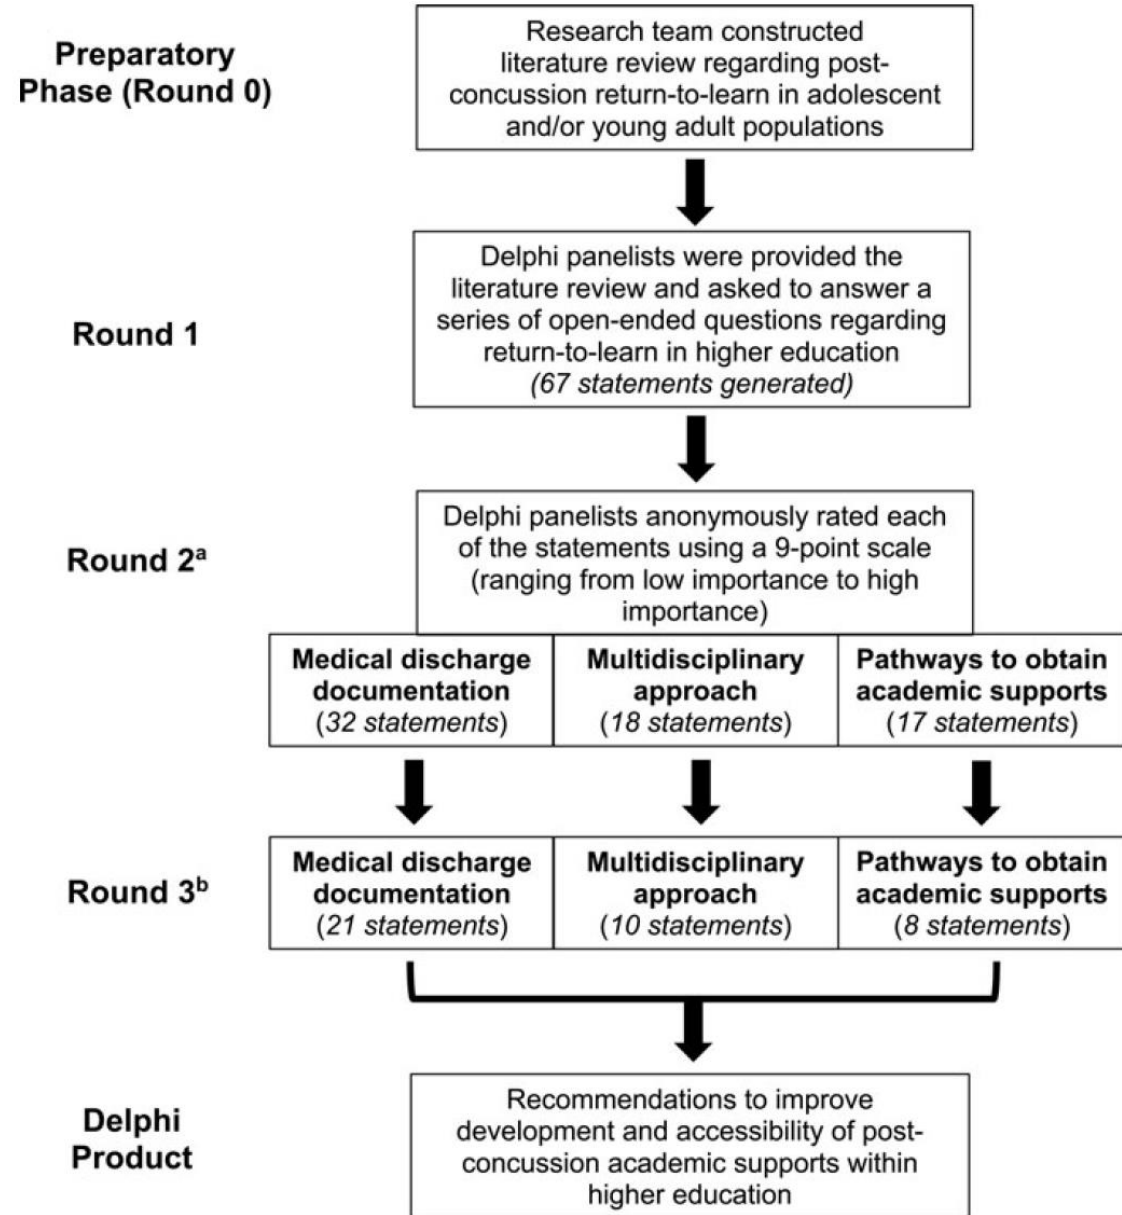 Preparatory
Phase (Round 0)
Research team constructed
literature review regarding post-
concussion return-to-learn in adolescent
and/or young adult populations
Round 1
Delphi panelists were provided the
literature review and asked to answer a
series of open-ended questions regarding
return-to-learn in higher education
(67 statements generated)
Round 2a
Delphi panelists anonymously rated each
of the statements using a 9-point scale
(ranging from low importance to high
importance)
Medical discharge
documentation
(32 statements)
Multidisciplinary
approach
(18 statements)
Pathways to obtain
academic supports
(17 statements)
Round 3b
Medical discharge
documentation
(21 statements)
Multidisciplinary
approach
(10 statements)
Pathways to obtain
academic supports
(8 statements)
Delphi
Product
Recommendations to improve
development and accessibility of post-
concussion academic supports within
higher education